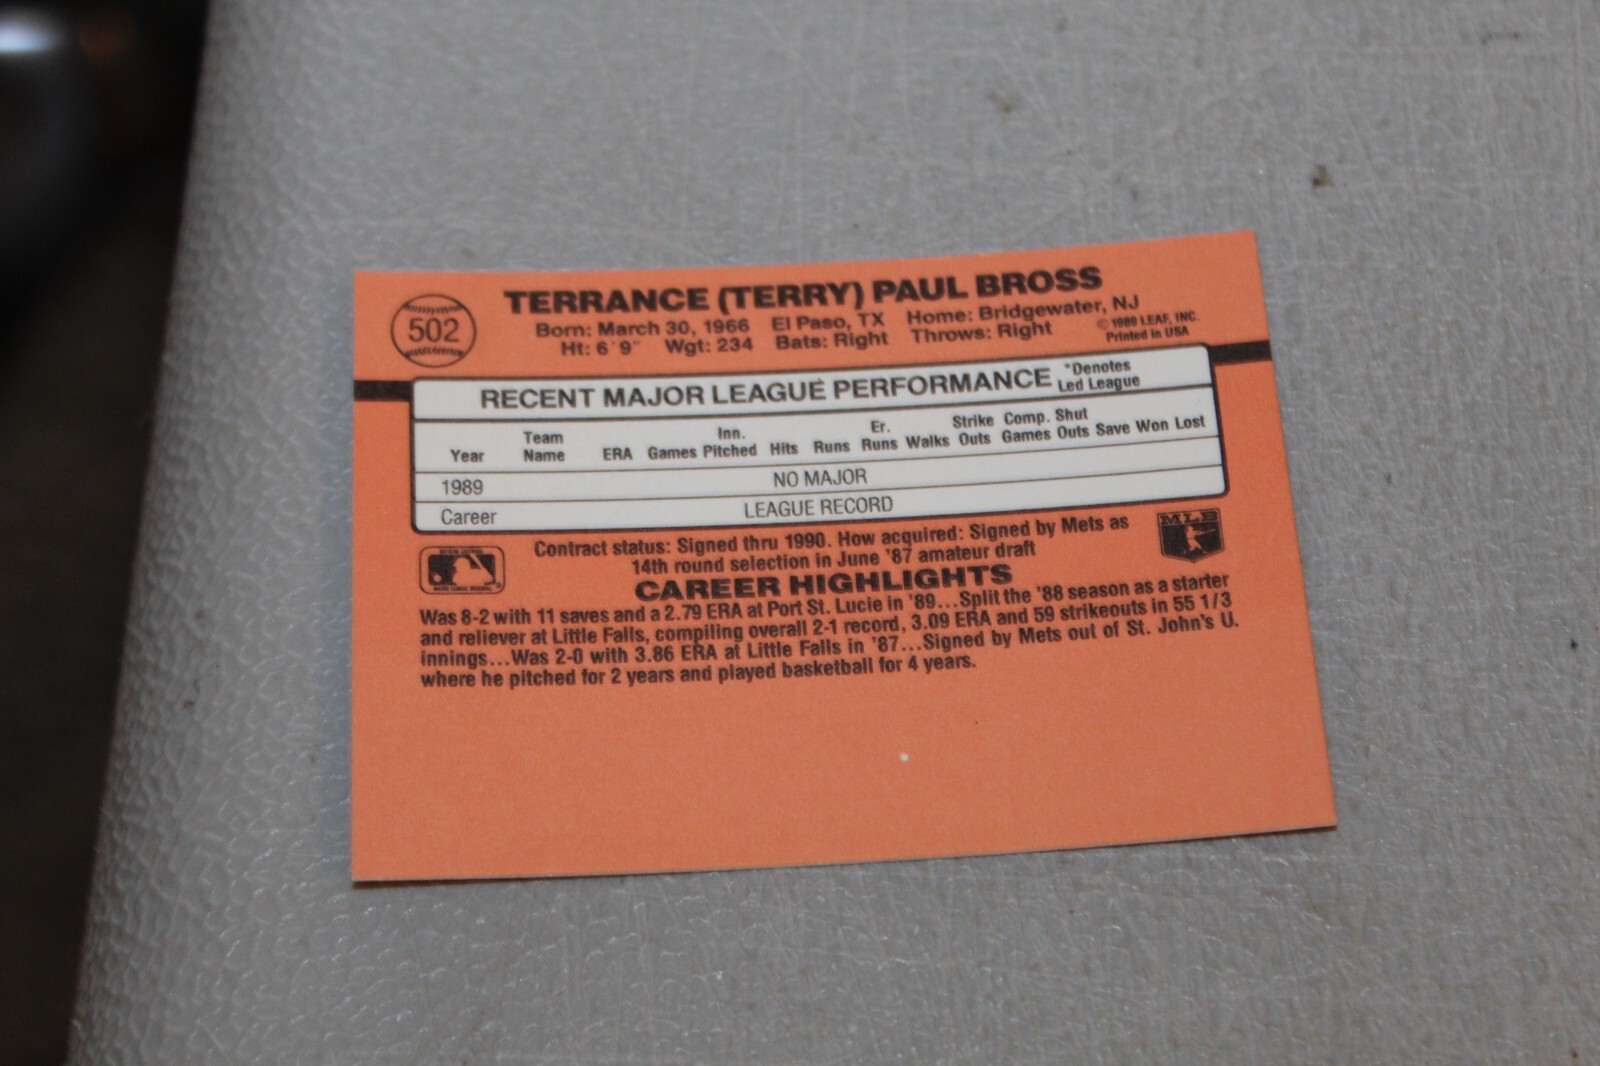 502
TERRANCE (TERRY) PAUL BROSS
Born: March 30, 1966 El Paso, TX Home: Bridgewater, NJ
Ht: 6'9" Wgt: 234 Bats: Right Throws: Right
© 1989 LEAF, INC.
Printed in USA
RECENT MAJOR LEAGUE PERFORMANCE
*Denotes
Led League
Year Team Name ERA Games Inn. Pitched Hits Runs Er. Runs Walks Strike Outs Comp. Games Shut Outs Save Won Lost
1989 NO MAJOR
Career LEAGUE RECORD
Contract status: Signed thru 1990. How acquired: Signed by Mets as
14th round selection in June '87 amateur draft
MLB
CAREER HIGHLIGHTS
Was 8-2 with 11 saves and a 2.79 ERA at Port St. Lucie in '89...Split the '88 season as a starter
and reliever at Little Falls, compiling overall 2-1 record, 3.09 ERA and 59 strikeouts in 55 1/3
innings...Was 2-0 with 3.86 ERA at Little Falls in '87...Signed by Mets out of St. John's U.
where he pitched for 2 years and played basketball for 4 years.